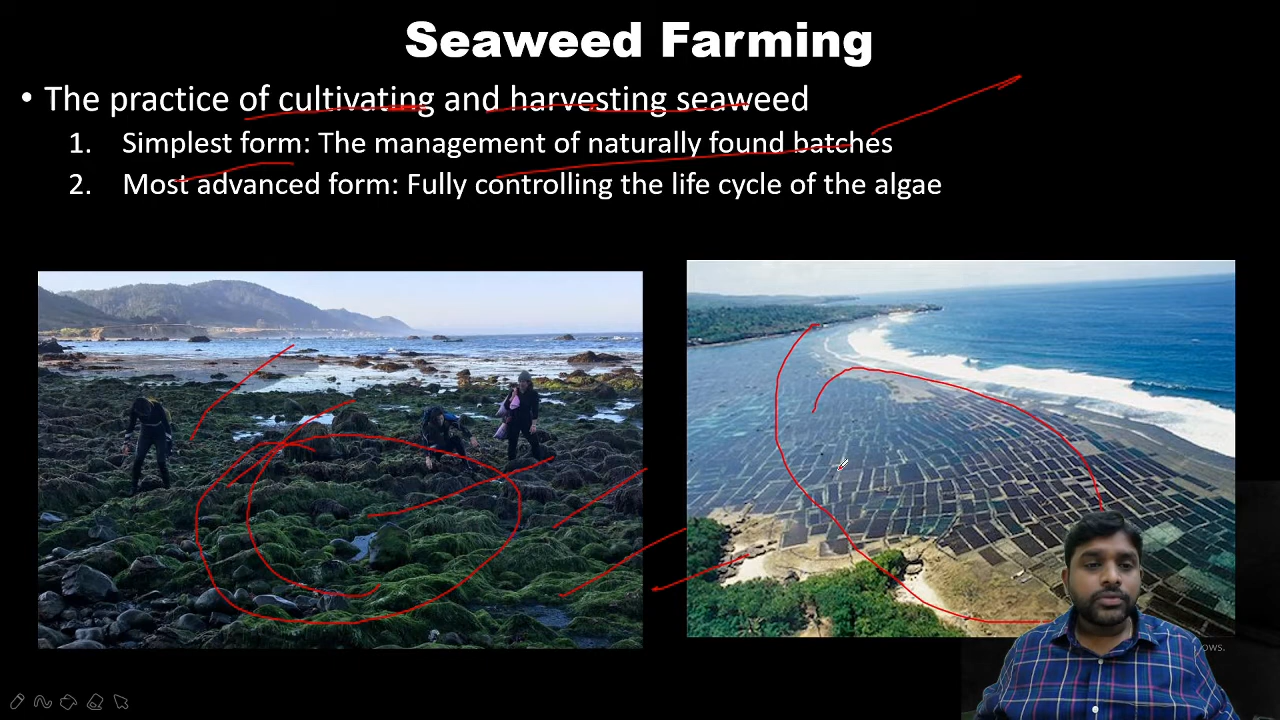 Seaweed Farming
• The practice of cultivating and harvesting seaweed
1. Simplest form: The management of naturally found batches
2. Most advanced form: Fully controlling the life cycle of the algae
ows.